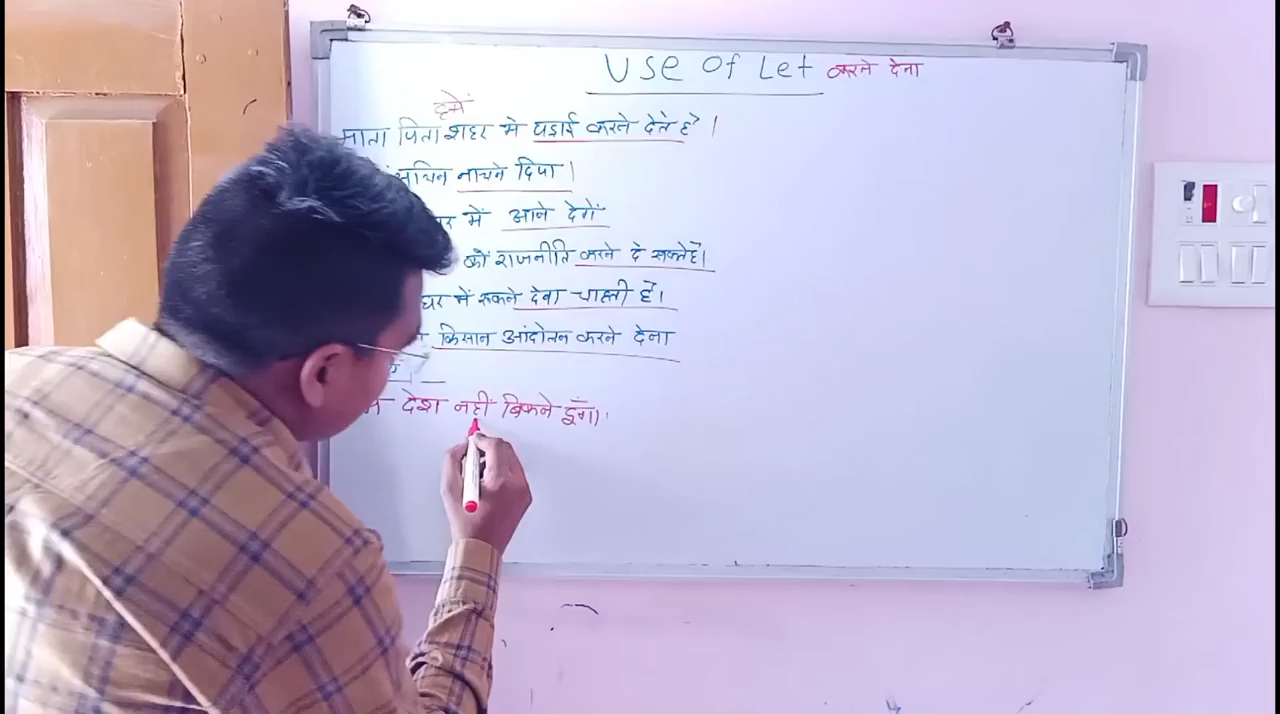 Use Of Let करने देना
हमें
माता पिता शहर मे पढाई करने देते है ।
सचिन नाचने दिया ।
घर में आने देगें
को राजनीति करने दे सकते है।
घर में रुकने देना चाहती है।
किसान आंदोलन करने देना
देश नहीं बिकने दूँगा।